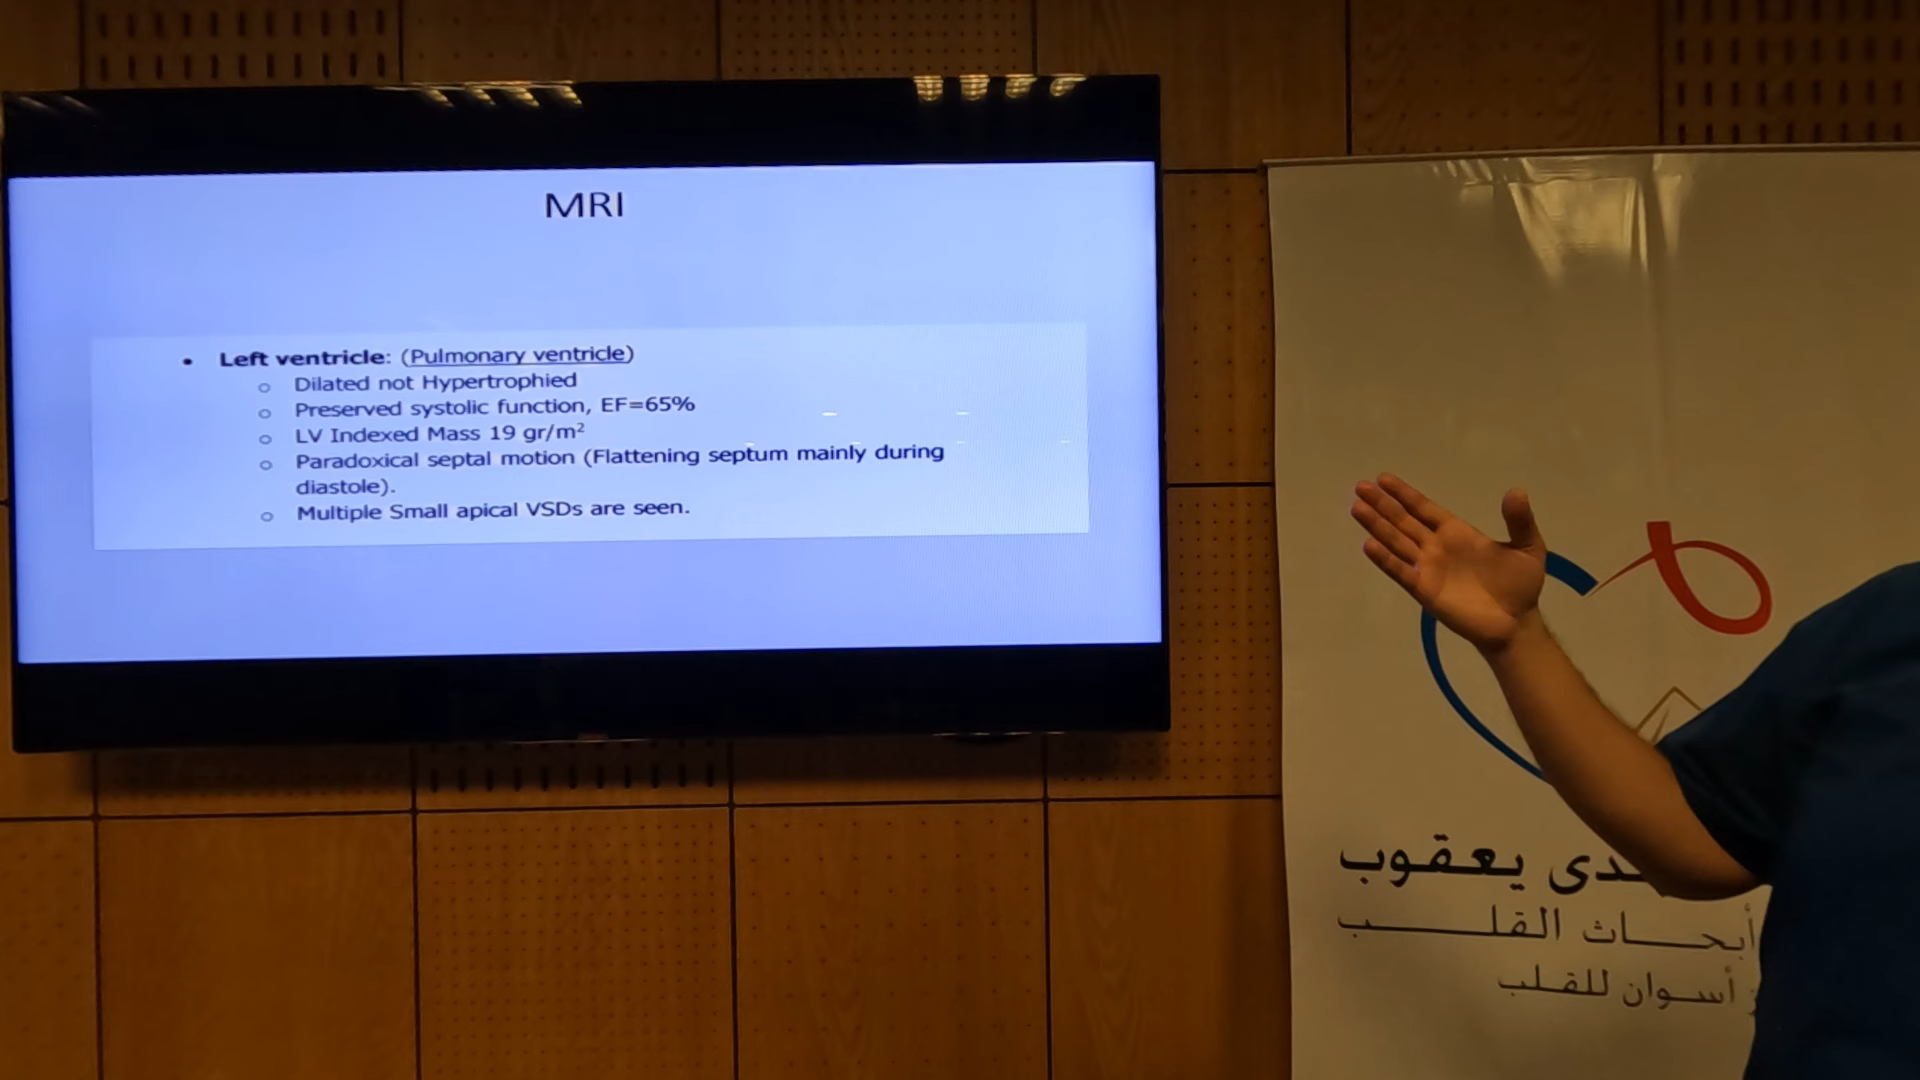 MRI
• Left ventricle: (Pulmonary ventricle)
o Dilated not Hypertrophied
o Preserved systolic function, EF=65%
o LV Indexed Mass 19 gr/m²
o Paradoxical septal motion (Flattening septum mainly during
diastole).
o Multiple Small apical VSDs are seen.
يعقوب
أبحاث القلب
أسوان للقلب